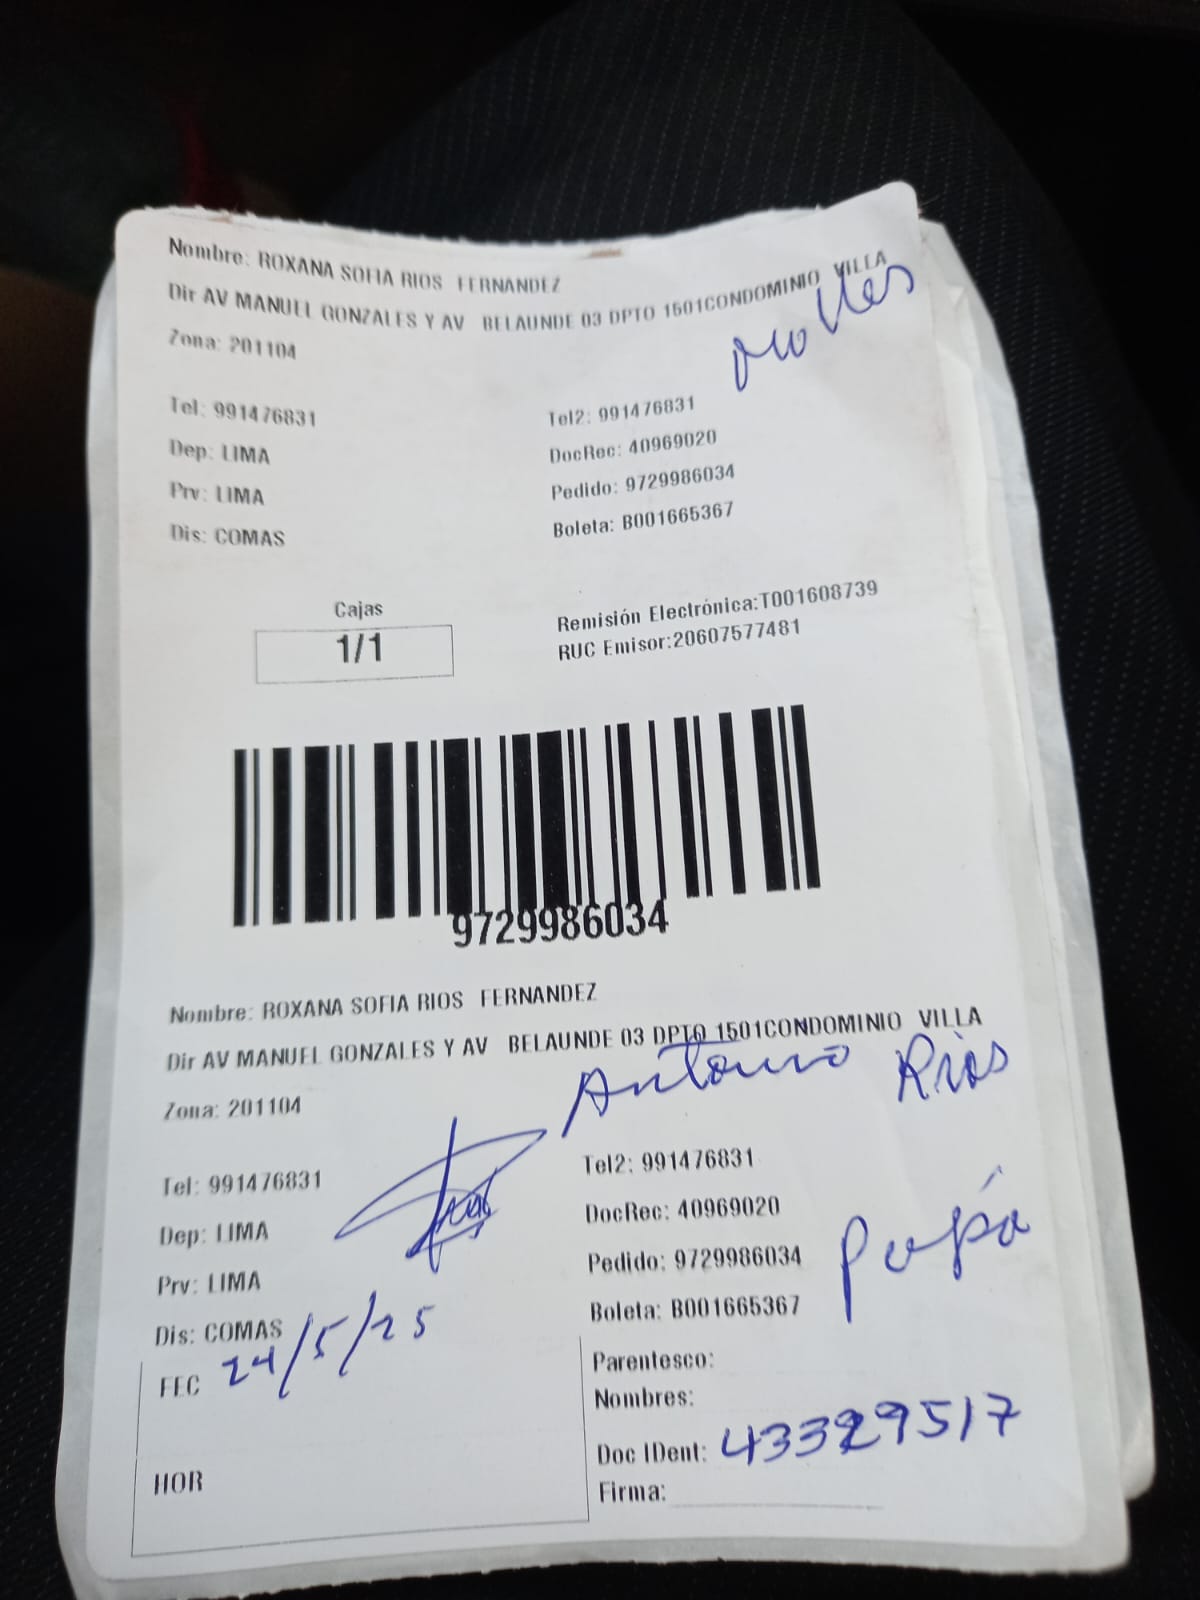 Nombre: ROXANA SOFIA RIOS FERNANDEZ
Dir AV MANUEL GONZALES Y AV BELAUNDE 03 DPTO 1501CONDOMINIO VILLA
Zona: 201104
Tel: 991476831
Tel2: 991476831
Dep: LIMA
DocRec: 40969020
Prv: LIMA
Pedido: 9729986034
Dis: COMAS
Boleta: B001665367
Cajas
1/1
Remisión Electrónica:T001608739
RUC Emisor:20607577481
9729986034
Nombre: ROXANA SOFIA RIOS FERNANDEZ
Dir AV MANUEL GONZALES Y AV BELAUNDE 03 DPTO 1501CONDOMINIO VILLA
Antonio Rios
Zona: 201104
Tel: 991476831
Tel2: 991476831
Dep: LIMA
DocRec: 40969020
Prv: LIMA
Pedido: 9729986034
Papá
Dis: COMAS
Boleta: B001665367
FEC 24/5/25
Parentesco:
Nombres:
Doc IDent: 43329517
HOR
Firma: